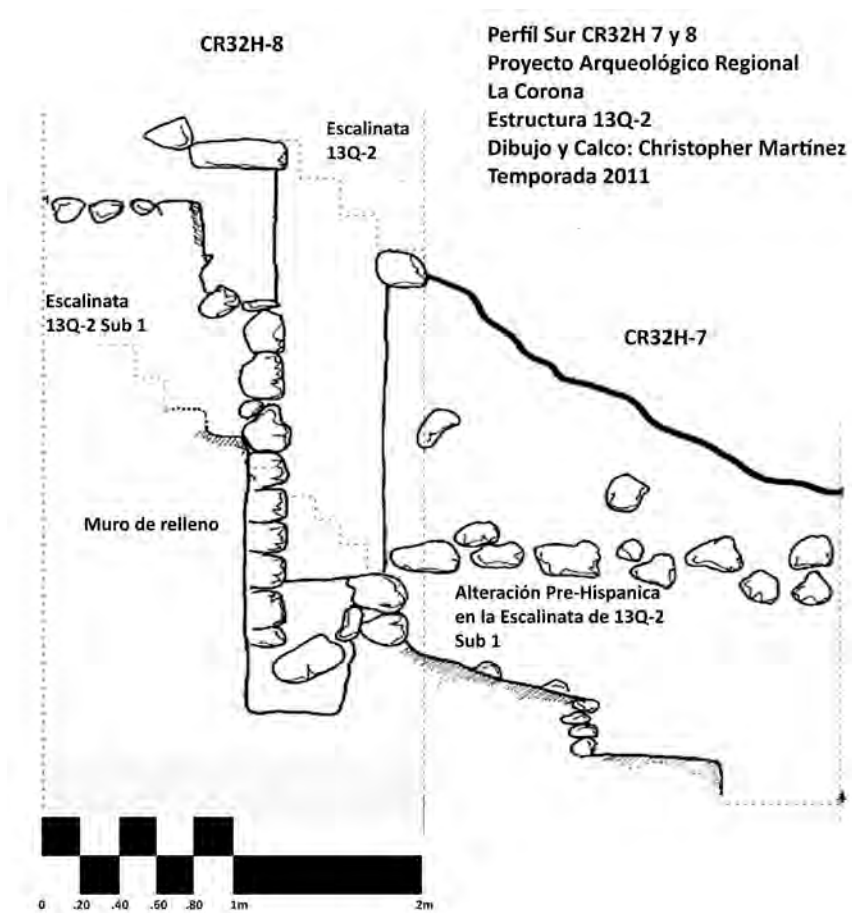 CR32H-8
Perfíl Sur CR32H 7 y 8
Proyecto Arqueológico Regional
La Corona
Estructura 13Q-2
Dibujo y Calco: Christopher Martínez
Temporada 2011
Escalinata
13Q-2
Escalinata
13Q-2 Sub 1
CR32H-7
Muro de relleno
Alteración Pre-Hispanica
en la Escalinata de 13Q-2
Sub 1
0 .20 .40 .60 .80 1m 2m